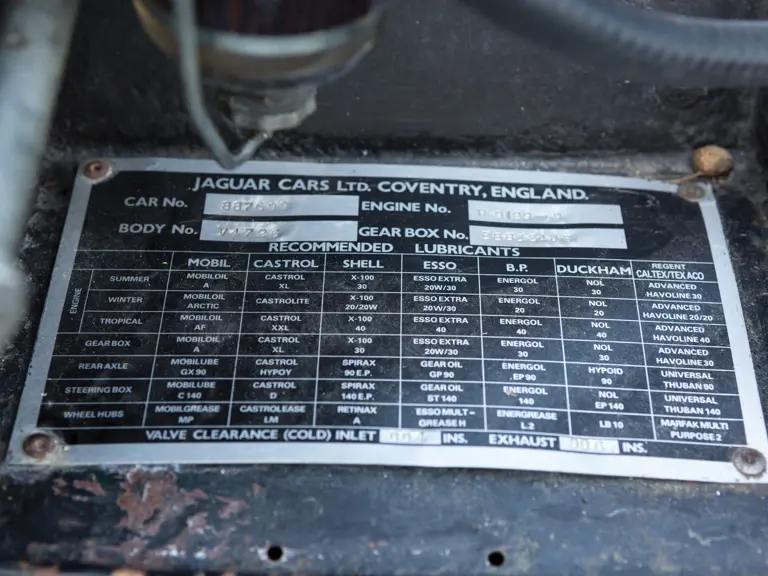 JAGUAR CARS LTD. COVENTRY, ENGLAND.
CAR No. ENGINE No.
BODY No. GEAR BOX No.
RECOMMENDED LUBRICANTS
MOBIL CASTROL SHELL ESSO B.P. DUCKHAM REGENT CALTEX/TEXACO
ENGINE
SUMMER MOBILOIL A CASTROL XL X-100 30 ESSO EXTRA 20W/30 ENERGOL 30 NOL 30 ADVANCED HAVOLINE 30
WINTER MOBILOIL ARCTIC CASTROLITE X-100 20/20W ESSO EXTRA 20W/30 ENERGOL 20 NOL 20 ADVANCED HAVOLINE 20/20
TROPICAL MOBILOIL AF CASTROL XXL X-100 40 ESSO EXTRA 40 ENERGOL 40 NOL 40 ADVANCED HAVOLINE 40
GEAR BOX MOBILOIL A CASTROL XL X-100 30 ESSO EXTRA 20W/30 ENERGOL 30 NOL 30 ADVANCED HAVOLINE 30
REAR AXLE MOBILUBE GX 90 CASTROL HYPOY SPIRAX 90 E.P. GEAR OIL GP 90 ENERGOL EP 90 HYPOID 90 UNIVERSAL THUBAN 90
STEERING BOX MOBILUBE C 140 CASTROL D SPIRAX 140 E.P. GEAR OIL ST 140 ENERGOL 140 NOL EP 140 UNIVERSAL THUBAN 140
WHEEL HUBS MOBILGREASE MP CASTROLEASE LM RETINAX A ESSO MULT-GREASE H ENERGREASE L.2 LB 10 MARFAK MULTI PURPOSE 2
VALVE CLEARANCE (COLD) INLET .004 INS. EXHAUST INS.